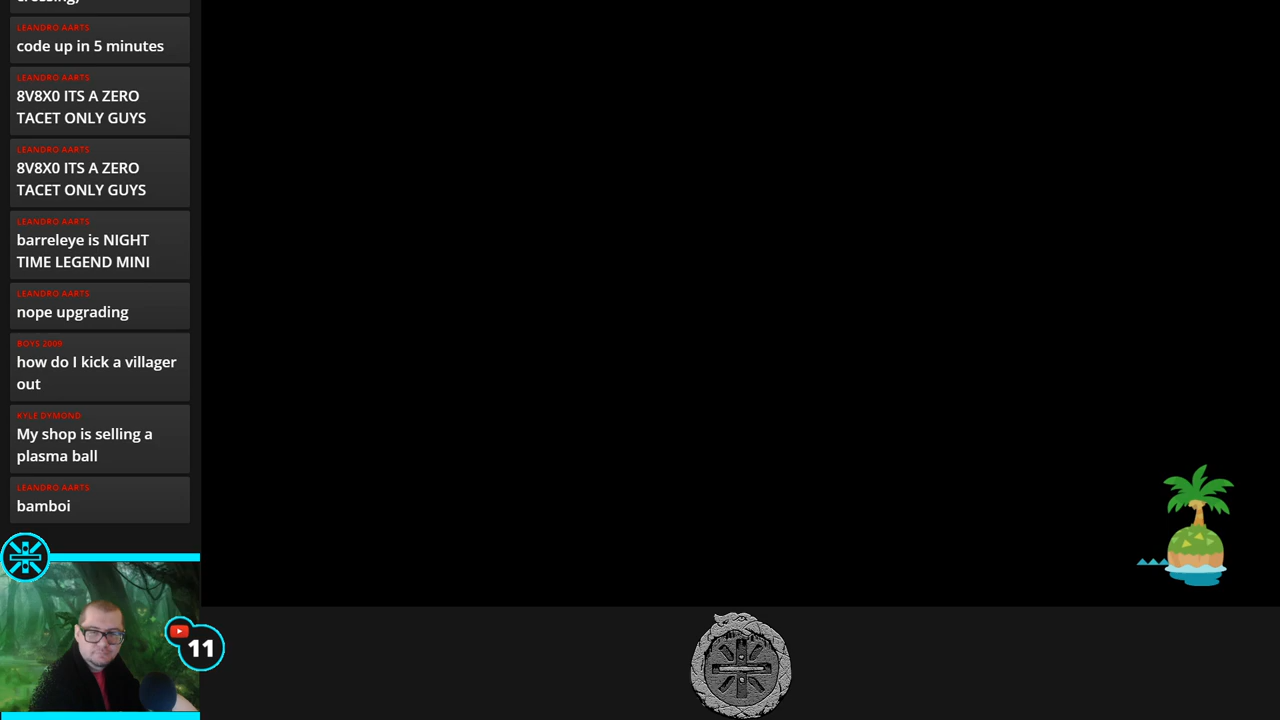 LEANDRO AARTS
code up in 5 minutes
LEANDRO AARTS
8V8X0 ITS A ZERO
TACET ONLY GUYS
LEANDRO AARTS
8V8X0 ITS A ZERO
TACET ONLY GUYS
LEANDRO AARTS
barreleye is NIGHT
TIME LEGEND MINI
LEANDRO AARTS
nope upgrading
BOYS 2009
how do I kick a villager
out
KYLE DYMOND
My shop is selling a
plasma ball
LEANDRO AARTS
bamboi
11